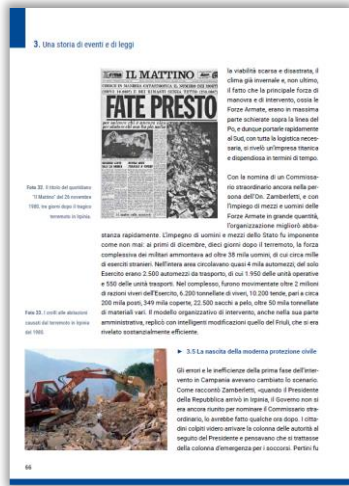 3. Una storia di eventi e di leggi
IL MATTINO
FATE PRESTO
la viabilità scarsa e disastrata, il
clima già invernale e, non ultimo,
il fatto che la principale forza di
manovra e di intervento, ossia le
Forze Armate, erano in massima
parte schierate sopra la linea del
Po, e dunque portarle rapidamente
al Sud, con tutta la logistica neces-
saria, si rivelò un'impresa titanica
e dispendiosa in termini di tempo.
Con la nomina di un Commissa-
rio straordinario ancora nella per-
sona dell'On. Zamberletti, e con
l'impiego di mezzi e uomini delle
Forze Armate in grande quantità,
l'organizzazione migliorò abba-
Foto 32. Il titolo del quotidiano
"Il Mattino" del 26 novembre
1980, tre giorni dopo il tragico
terremoto in Irpinia.
stanza rapidamente. L'impegno di uomini e mezzi dello Stato fu imponente
come non mai: ai primi di dicembre, dieci giorni dopo il terremoto, la forza
complessiva dei militari ammontava ad oltre 38 mila uomini, di cui circa mille
di eserciti stranieri. Nell'intera area circolavano quasi 4 mila automezzi, del solo
Esercito erano 2.500 automezzi da trasporto, di cui 1.950 delle unità operative
e 550 delle unità trasporti. Nel complesso, furono movimentate oltre 2 milioni
di razioni viveri dell'Esercito, 6.200 tonnellate di viveri, 10.200 tende, pari a circa
200 mila posti, 349 mila coperte, 22.500 sacchi a pelo, oltre 50 mila tonnellate
di materiali vari. Il modello organizzativo di intervento, anche nella sua parte
amministrativa, replicò con intelligenti modificazioni quello del Friuli, che si era
rivelato sostanzialmente efficiente.
Foto 33. I crolli alle abitazioni
causati dal terremoto in Irpinia
del 1980.
► 3.5 La nascita della moderna protezione civile
Gli errori e le inefficienze della prima fase dell'inter-
vento in Campania avevano cambiato lo scenario.
Come raccontò Zamberletti, «quando il Presidente
della Repubblica arrivò in Irpinia, il Governo non si
era ancora riunito per nominare il Commissario stra-
ordinario, lo avrebbe fatto qualche ora dopo. I citta-
dini colpiti videro arrivare la colonna delle autorità al
seguito del Presidente e pensavano che si trattasse
della colonna d'emergenza per i soccorsi. Pertini fu
66